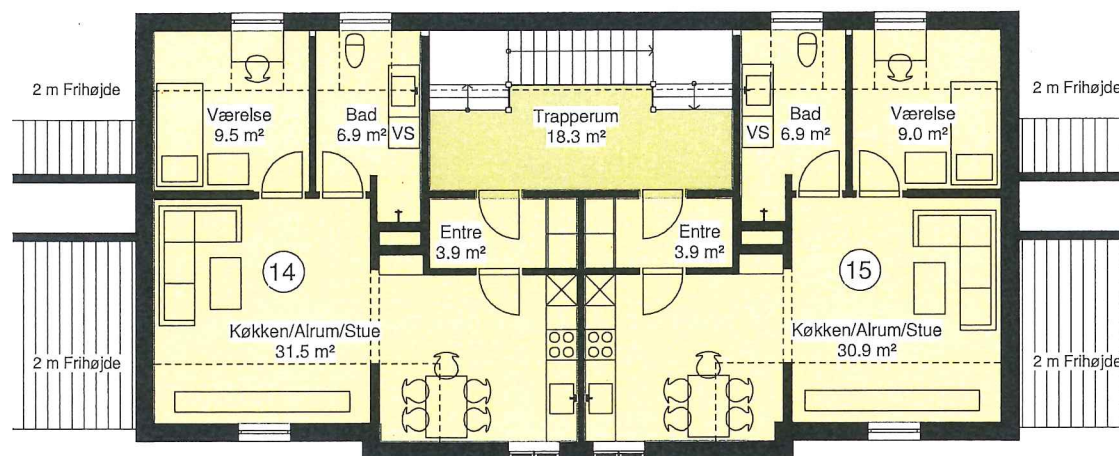 2 m Frihøjde
Værelse
9.5 m²
Bad
6.9 m²
VS
Trapperum
18.3 m²
VS
Bad
6.9 m²
Værelse
9.0 m²
2 m Frihøjde
Entre
3.9 m²
Entre
3.9 m²
14
15
Køkken/Alrum/Stue
31.5 m²
Køkken/Alrum/Stue
30.9 m²
2 m Frihøjde
2 m Frihøjde